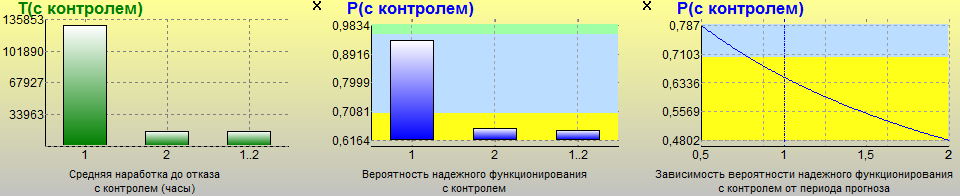 T(с контролем)
135853
101890
67927
33963
1
2
1..2
Средняя наработка до отказа
с контролем (часы)
x
P(с контролем)
0,9834
0,8916
0,7999
0,7081
0,6164
1
2
1..2
Вероятность надежного функционирования
с контролем
x
P(с контролем)
0,787
0,7103
0,6336
0,5569
0,4802
0,5
1
1,5
2
Зависимость вероятности надежного функционирования
с контролем от периода прогноза